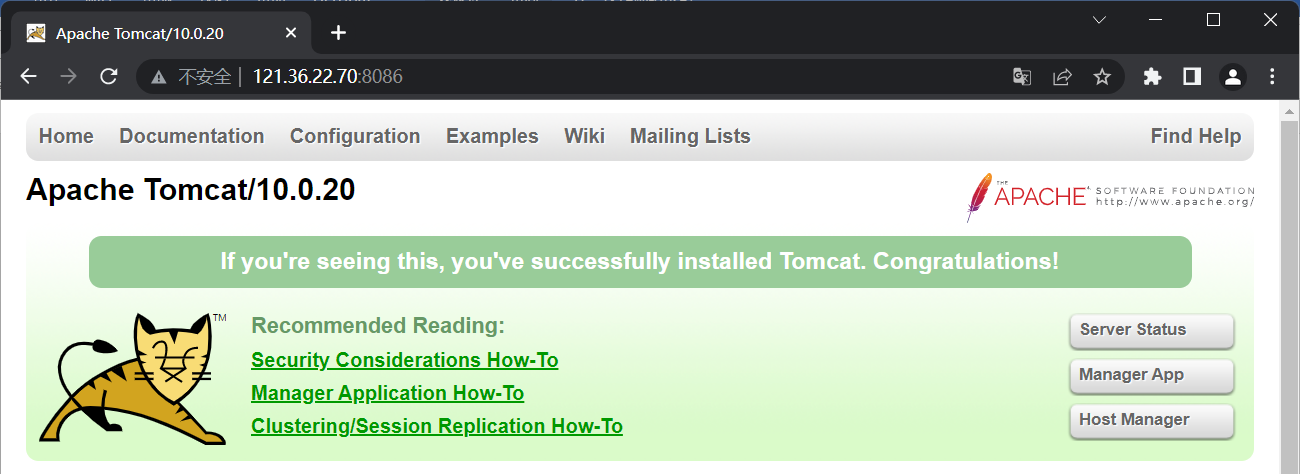 Apache Tomcat/10.0.20
不安全 121.36.22.70:8086
Home Documentation Configuration Examples Wiki Mailing Lists Find Help
Apache Tomcat/10.0.20
THE
APACHE SOFTWARE FOUNDATION
http://www.apache.org/
If you're seeing this, you've successfully installed Tomcat. Congratulations!
TM
Recommended Reading:
Security Considerations How-To
Manager Application How-To
Clustering/Session Replication How-To
Server Status
Manager App
Host Manager